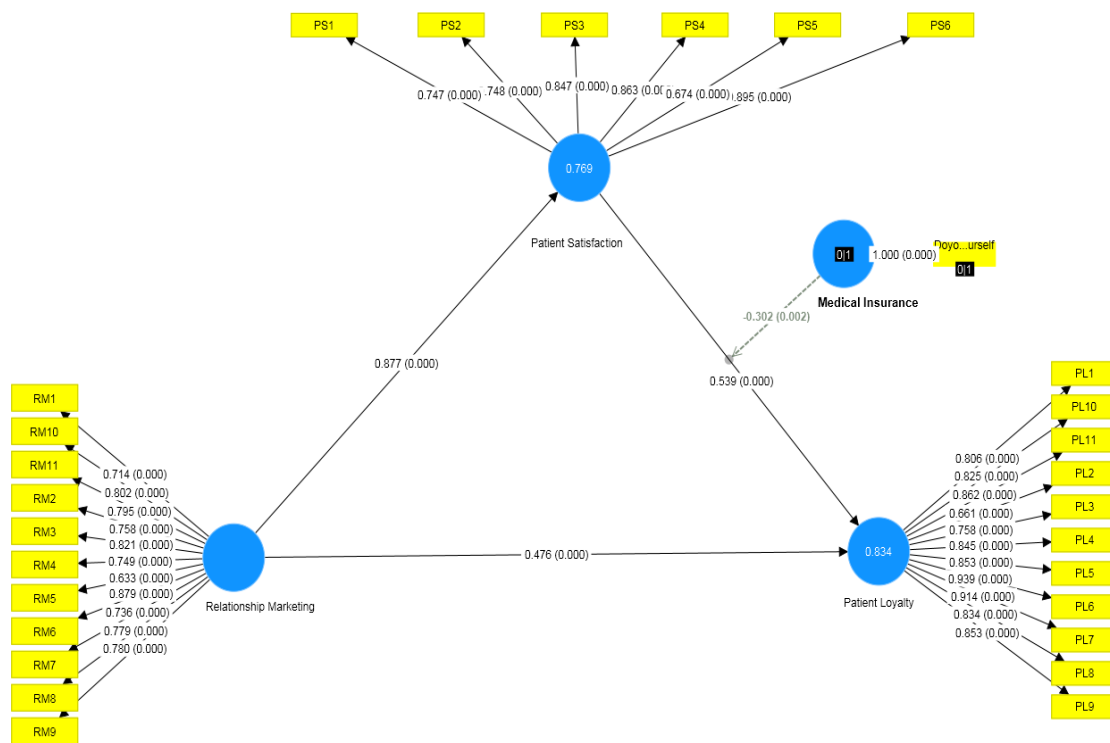 PS1
PS2
PS3
PS4
PS5
PS6
0.747 (0.000)
.748 (0.000)
0.847 (0.000)
0.863 (0.00
0.674 (0.000)
.895 (0.000)
0.769
Patient Satisfaction
0|1
1.000 (0.000)
Doyo...urself
0|1
Medical Insurance
-0.302 (0.002)
0.877 (0.000)
0.539 (0.000)
RM1
RM10
RM11
RM2
RM3
RM4
RM5
RM6
RM7
RM8
RM9
0.714 (0.000)
0.802 (0.000)
0.795 (0.000)
0.758 (0.000)
0.821 (0.000)
0.749 (0.000)
0.633 (0.000)
0.879 (0.000)
0.736 (0.000)
0.779 (0.000)
0.780 (0.000)
Relationship Marketing
0.476 (0.000)
0.834
Patient Loyalty
0.806 (0.000)
0.825 (0.000)
0.862 (0.000)
0.661 (0.000)
0.758 (0.000)
0.845 (0.000)
0.853 (0.000)
0.939 (0.000)
0.914 (0.000)
0.834 (0.000)
0.853 (0.000)
PL1
PL10
PL11
PL2
PL3
PL4
PL5
PL6
PL7
PL8
PL9